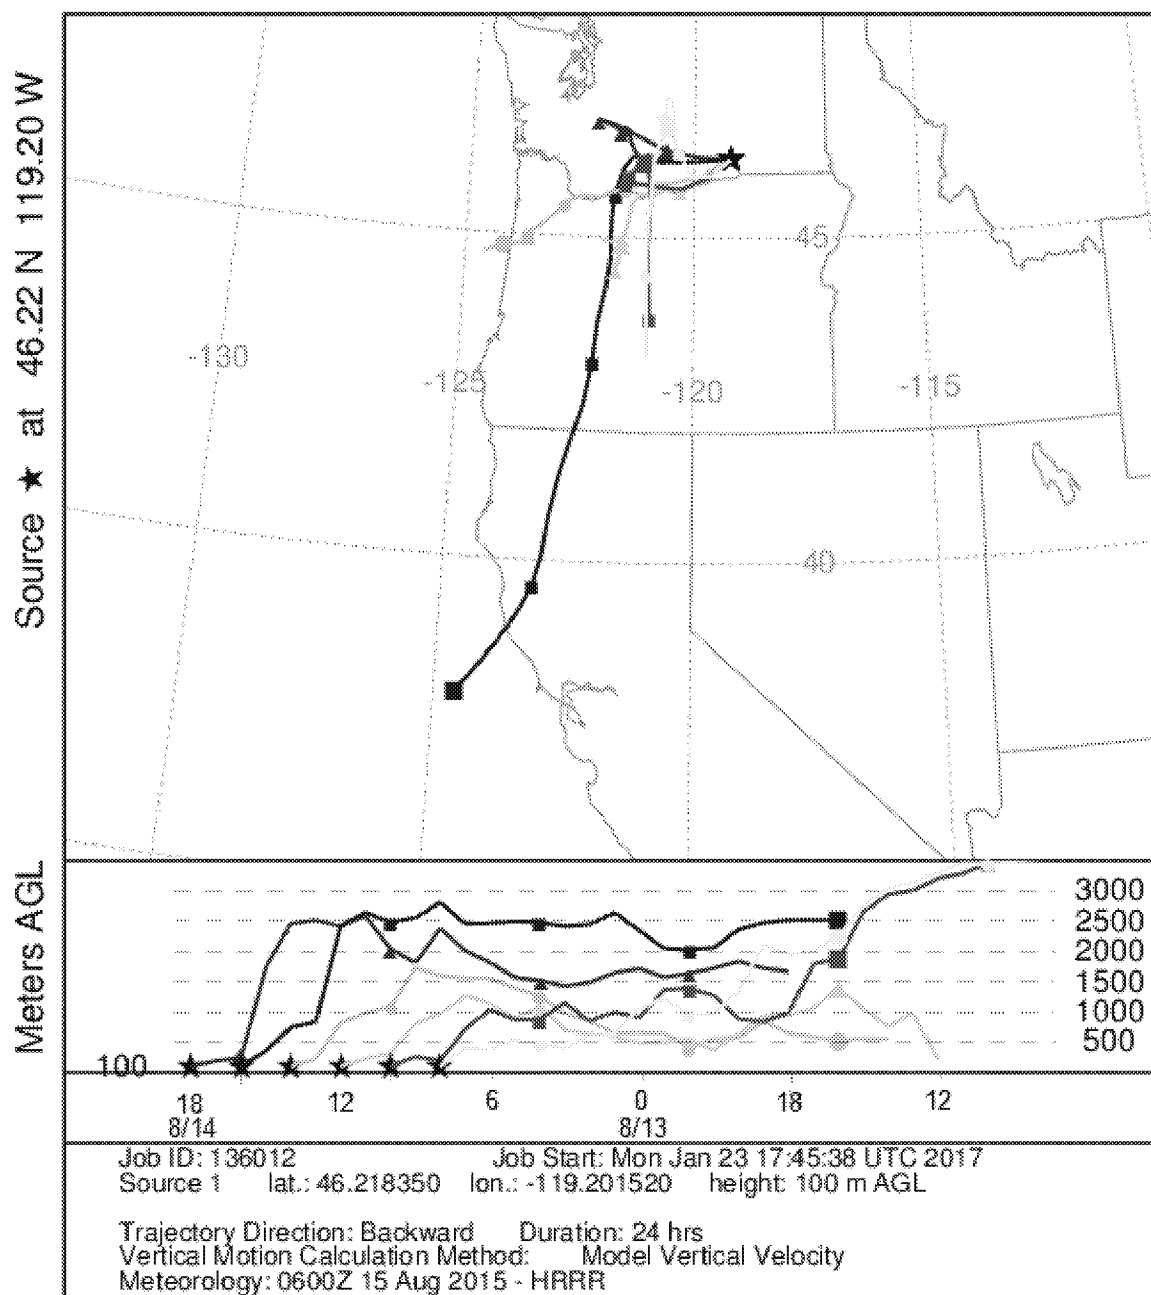 Source ★ at 46.22 N 119.20 W
45
-130
-125
-120
-115
40
Meters AGL
3000
2500
2000
1500
1000
500
100
18 12 6 0 18 12
8/14 8/13
Job ID: 136012 Job Start: Mon Jan 23 17:45:38 UTC 2017
Source 1 lat.: 46.218350 lon.: -119.201520 height: 100 m AGL
Trajectory Direction: Backward Duration: 24 hrs
Vertical Motion Calculation Method: Model Vertical Velocity
Meteorology: 0600Z 15 Aug 2015 - HRRR